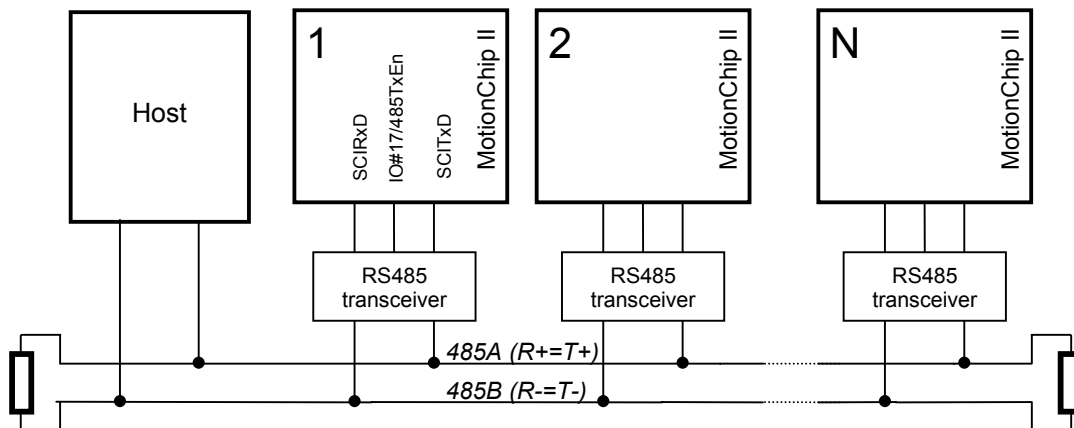 Host
1
SCIRxD
IO#17/485TxEn
SCITxD
MotionChip II
2
MotionChip II
N
MotionChip II
RS485
transceiver
RS485
transceiver
RS485
transceiver
485A (R+=T+)
485B (R-=T-)